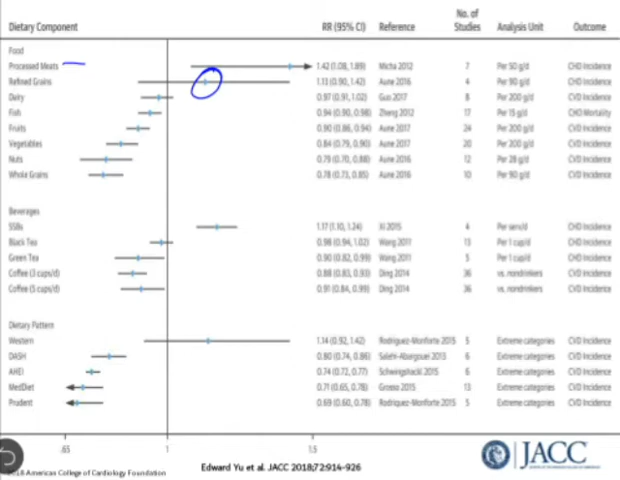 Dietary Component RR (95% CI) Reference No. of Studies Analysis Unit Outcome
Food
Processed Meats 1.42 (1.08, 1.89) Micha 2012 7 Per 50 g/d CHD Incidence
Refined Grains 1.13 (0.90, 1.42) Aune 2016 4 Per 90 g/d CHD Incidence
Dairy 0.97 (0.91, 1.02) Guo 2017 8 Per 200 g/d CVD Incidence
Fish 0.94 (0.90, 0.98) Zheng 2012 17 Per 15 g/d CHD Mortality
Fruits 0.90 (0.86, 0.94) Aune 2017 24 Per 200 g/d CVD Incidence
Vegetables 0.84 (0.79, 0.90) Aune 2017 20 Per 200 g/d CVD Incidence
Nuts 0.79 (0.70, 0.88) Aune 2016 12 Per 28 g/d CVD Incidence
Whole Grains 0.78 (0.73, 0.85) Aune 2016 10 Per 90 g/d CVD Incidence
Beverages
SSBs 1.17 (1.10, 1.24) Xi 2015 4 Per serv/d CHD Incidence
Black Tea 0.98 (0.94, 1.02) Wang 2011 13 Per 1 cup/d CHD Incidence
Green Tea 0.90 (0.82, 0.99) Wang 2011 5 Per 1 cup/d CHD Incidence
Coffee (3 cups/d) 0.88 (0.83, 0.93) Ding 2014 36 vs. nondrinkers CVD Incidence
Coffee (5 cups/d) 0.91 (0.84, 0.99) Ding 2014 36 vs. nondrinkers CVD Incidence
Dietary Pattern
Western 1.14 (0.92, 1.42) Rodriguez-Monforte 2015 5 Extreme categories CVD Incidence
DASH 0.80 (0.74, 0.86) Saleh-Abargouei 2015 6 Extreme categories CVD Incidence
AHEI 0.74 (0.72, 0.77) Schwingshackl 2015 6 Extreme categories CVD Incidence
MedDiet 0.71 (0.65, 0.78) Grosso 2015 13 Extreme categories CVD Incidence
Prudent 0.69 (0.60, 0.78) Rodriguez-Monforte 2015 5 Extreme categories CVD Incidence
.65 1 1.5
2018 American College of Cardiology Foundation
Edward Yu et al. JACC 2018;72:914-926
JACC